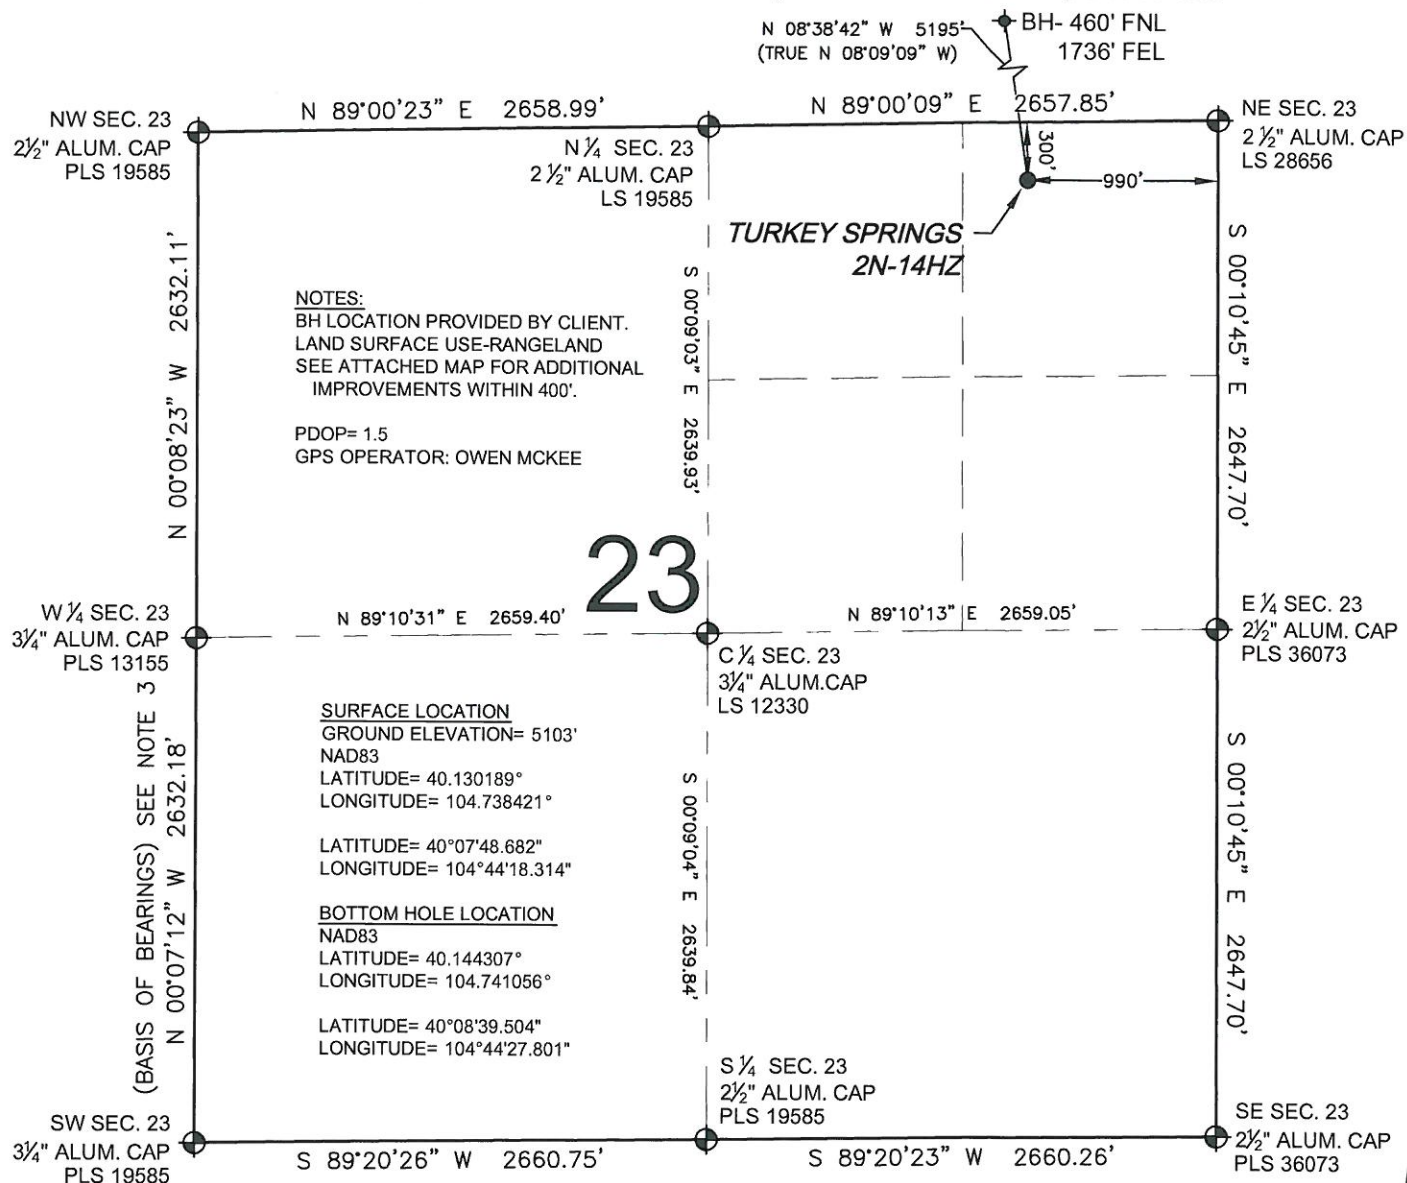 N 08°38'42" W 5195'
(TRUE N 08°09'09" W)
BH- 460' FNL
1736' FEL
NW SEC. 23
2½" ALUM. CAP
PLS 19585
N 89°00'23" E 2658.99'
N ¼ SEC. 23
2 ½" ALUM. CAP
LS 19585
N 89°00'09" E 2657.85'
NE SEC. 23
2 ½" ALUM. CAP
LS 28656
300'
990'
TURKEY SPRINGS
2N-14HZ
N 00°08'23" W 2632.11'
NOTES:
BH LOCATION PROVIDED BY CLIENT.
LAND SURFACE USE-RANGELAND
SEE ATTACHED MAP FOR ADDITIONAL
IMPROVEMENTS WITHIN 400'.
PDOP= 1.5
GPS OPERATOR: OWEN MCKEE
S 00°09'03" E 2639.93'
S 00°10'45" E 2647.70'
23
W ¼ SEC. 23
3¼" ALUM. CAP
PLS 13155
N 89°10'31" E 2659.40'
N 89°10'13" E 2659.05'
E ¼ SEC. 23
2½" ALUM. CAP
PLS 36073
C ¼ SEC. 23
3¼" ALUM.CAP
LS 12330
(BASIS OF BEARINGS) SEE NOTE 3
N 00°07'12" W 2632.18'
SURFACE LOCATION
GROUND ELEVATION= 5103'
NAD83
LATITUDE= 40.130189°
LONGITUDE= 104.738421°
LATITUDE= 40°07'48.682"
LONGITUDE= 104°44'18.314"
BOTTOM HOLE LOCATION
NAD83
LATITUDE= 40.144307°
LONGITUDE= 104.741056°
LATITUDE= 40°08'39.504"
LONGITUDE= 104°44'27.801"
S 00°09'04" E 2639.84'
S 00°10'45" E 2647.70'
SW SEC. 23
3¼" ALUM. CAP
PLS 19585
S 89°20'26" W 2660.75'
S ¼ SEC. 23
2½" ALUM. CAP
PLS 19585
S 89°20'23" W 2660.26'
SE SEC. 23
2½" ALUM. CAP
PLS 36073